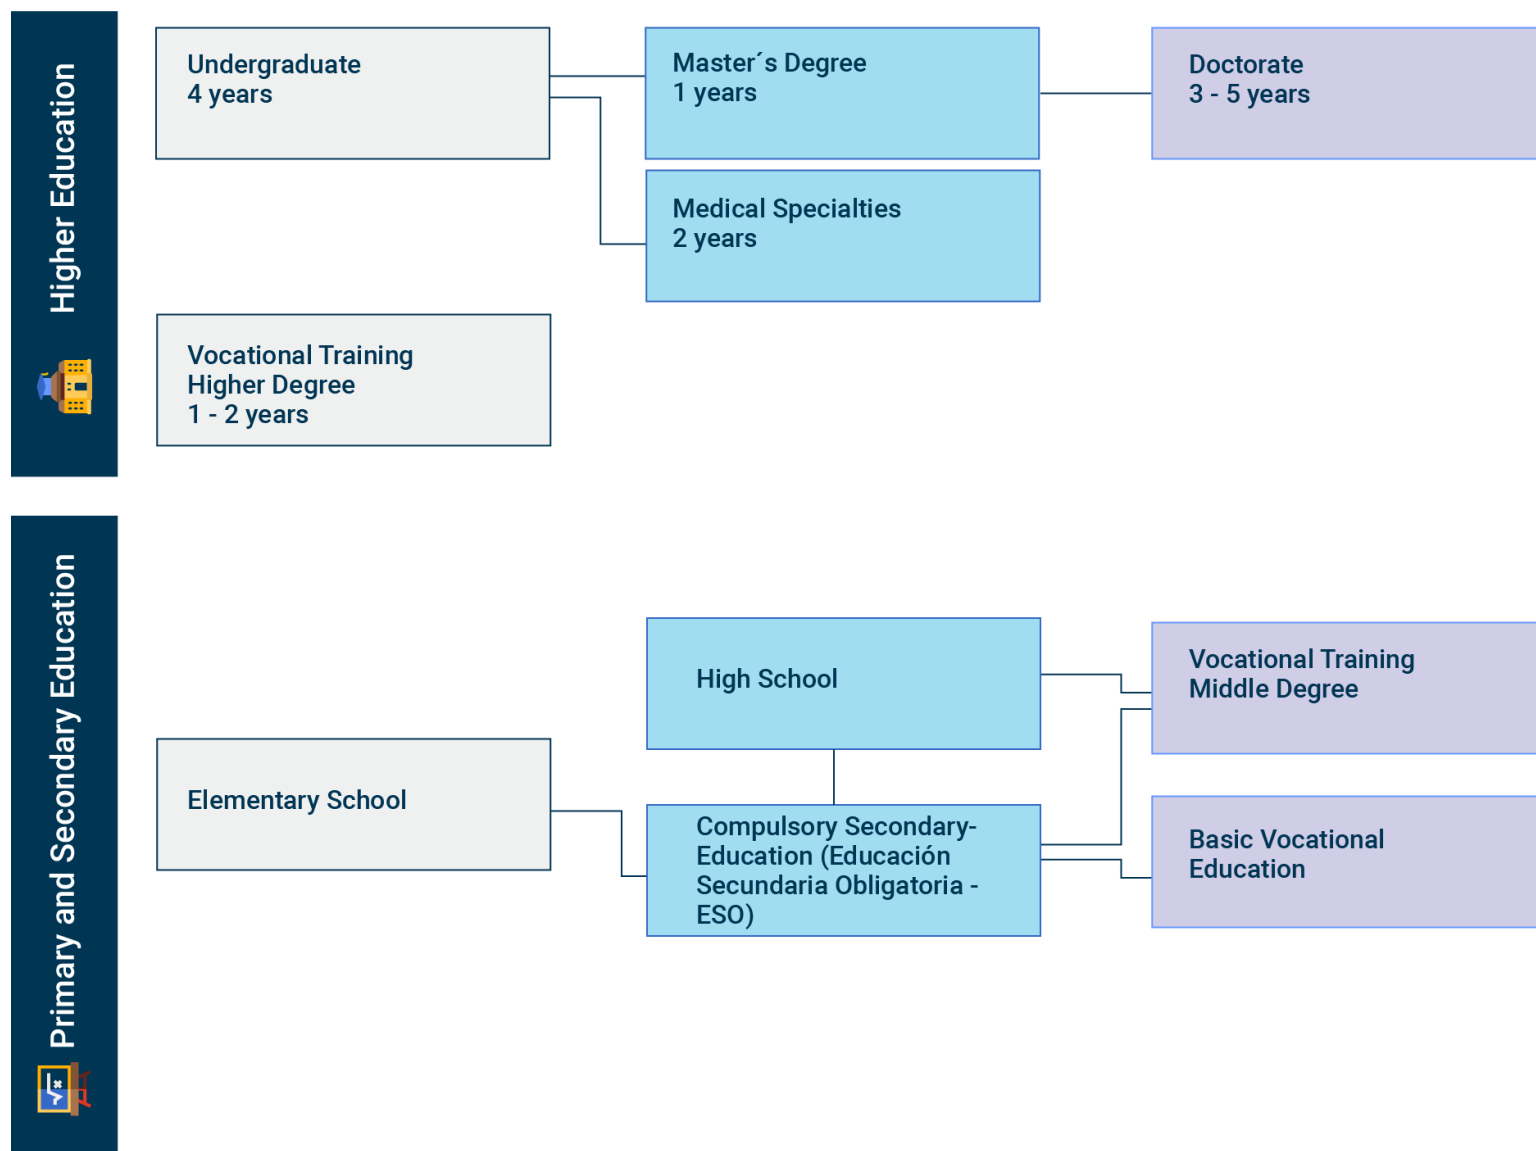 Higher Education
Undergraduate
4 years
Master´s Degree
1 years
Doctorate
3 - 5 years
Medical Specialties
2 years
Vocational Training
Higher Degree
1 - 2 years
Primary and Secondary Education
High School
Vocational Training
Middle Degree
Elementary School
Compulsory Secondary-
Education (Educación
Secundaria Obligatoria -
ESO)
Basic Vocational
Education